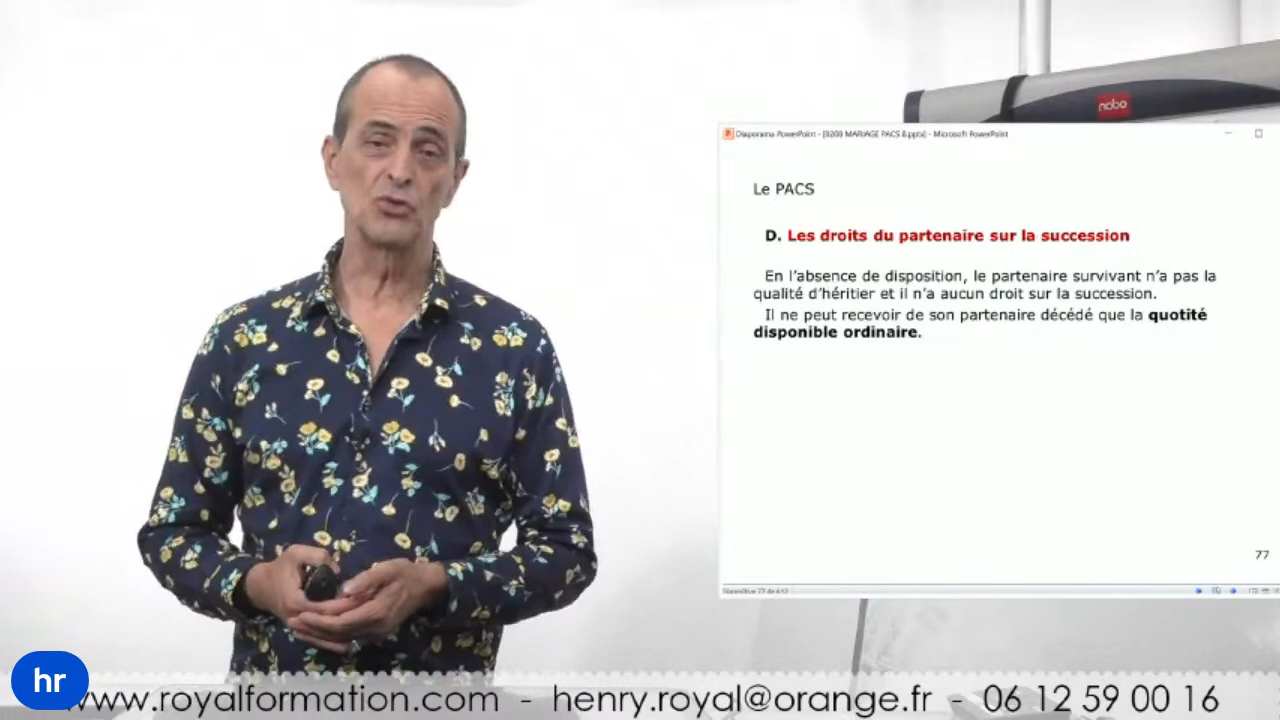 nobo
Diaporama PowerPoint - [0203 MARIAGE PACS 8.pptx] - Microsoft PowerPoint
Le PACS
D. Les droits du partenaire sur la succession
En l'absence de disposition, le partenaire survivant n'a pas la
qualité d'héritier et il n'a aucun droit sur la succession.
Il ne peut recevoir de son partenaire décédé que la quotité
disponible ordinaire.
77
hr
www.royalformation.com - henry.royal@orange.fr - 06 12 59 00 16